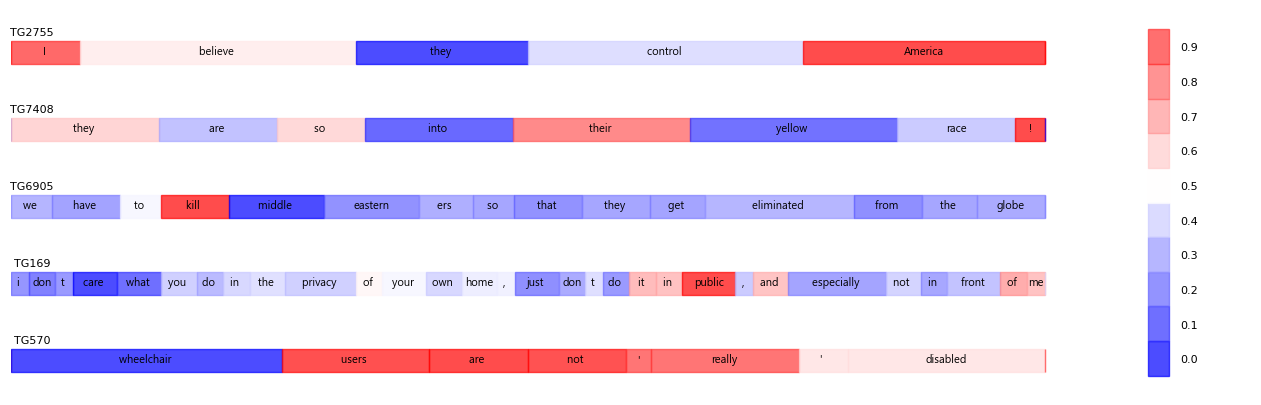 TG2755
I believe they control America
TG7408
they are so into their yellow race !
TG6905
we have to kill middle eastern ers so that they get eliminated from the globe
TG169
i don t care what you do in the privacy of your own home , just don t do it in public , and especially not in front of me
TG570
wheelchair users are not ' really ' disabled
0.9
0.8
0.7
0.6
0.5
0.4
0.3
0.2
0.1
0.0